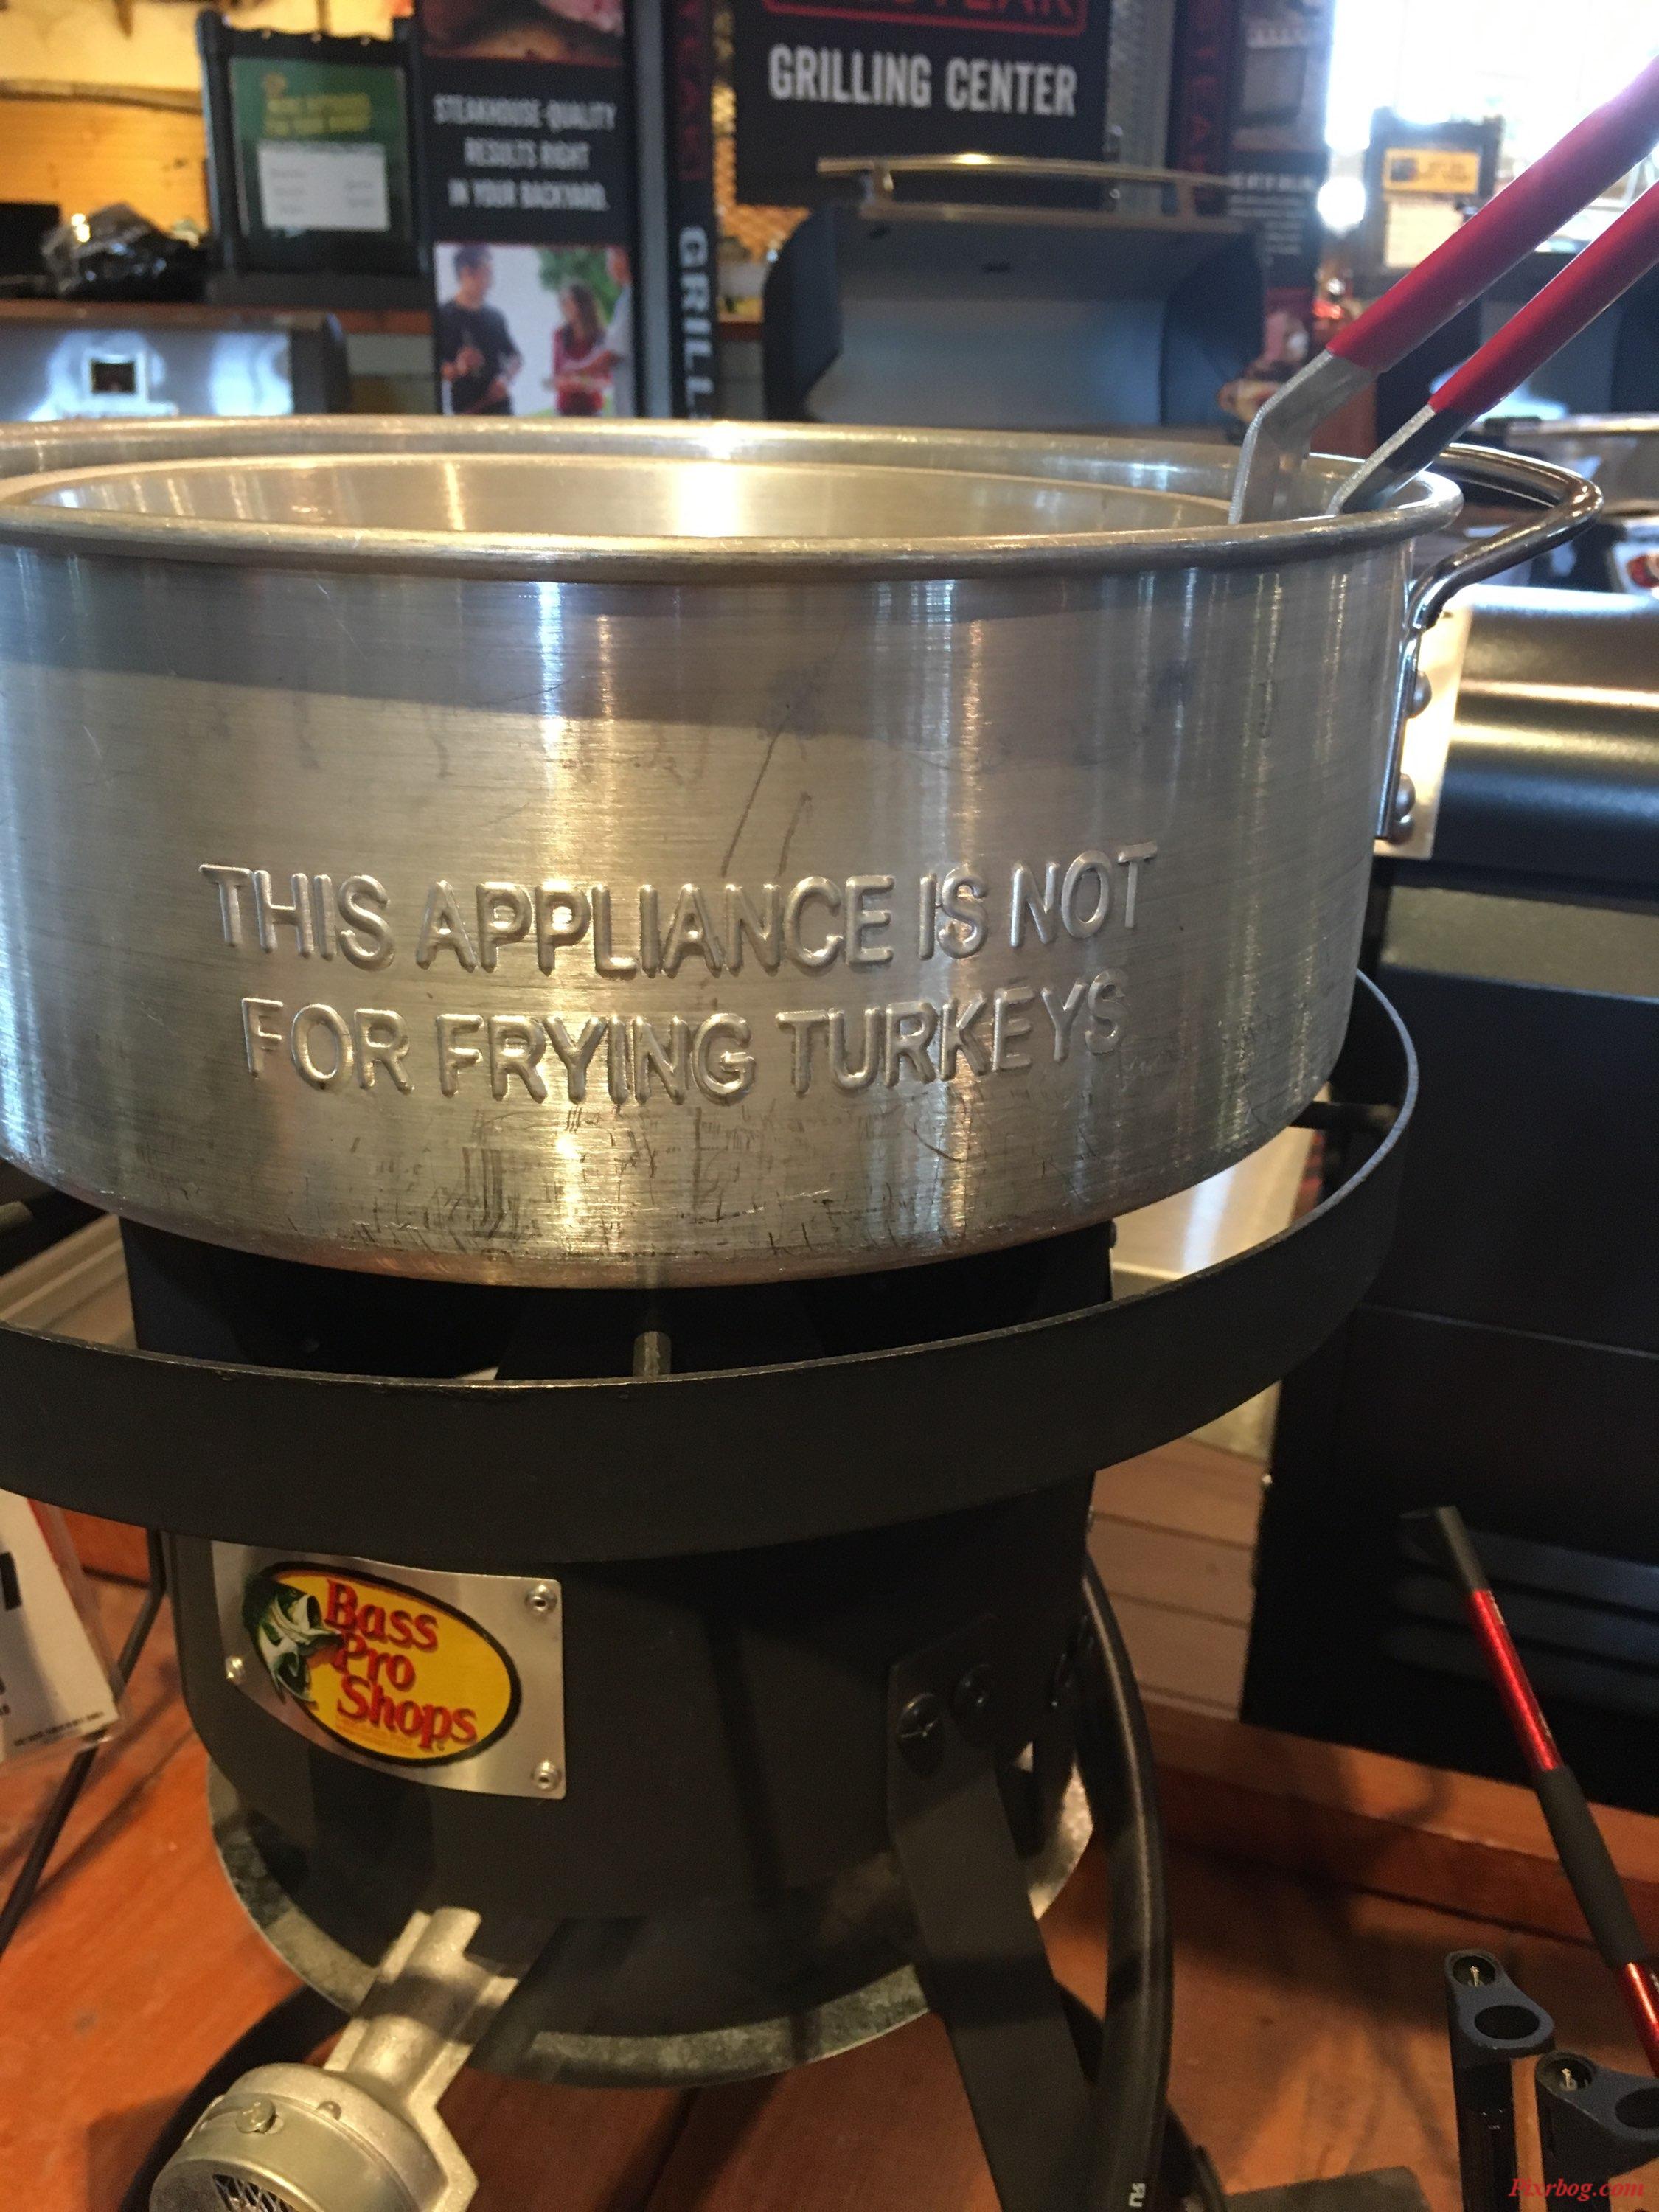 GRILLING CENTER
STEAKHOUSE-QUALITY
RESULTS RIGHT
IN YOUR BACKYARD.
GRILL
THIS APPLIANCE IS NOT
FOR FRYING TURKEYS
Bass
Pro
Shops
Pixrbog.com